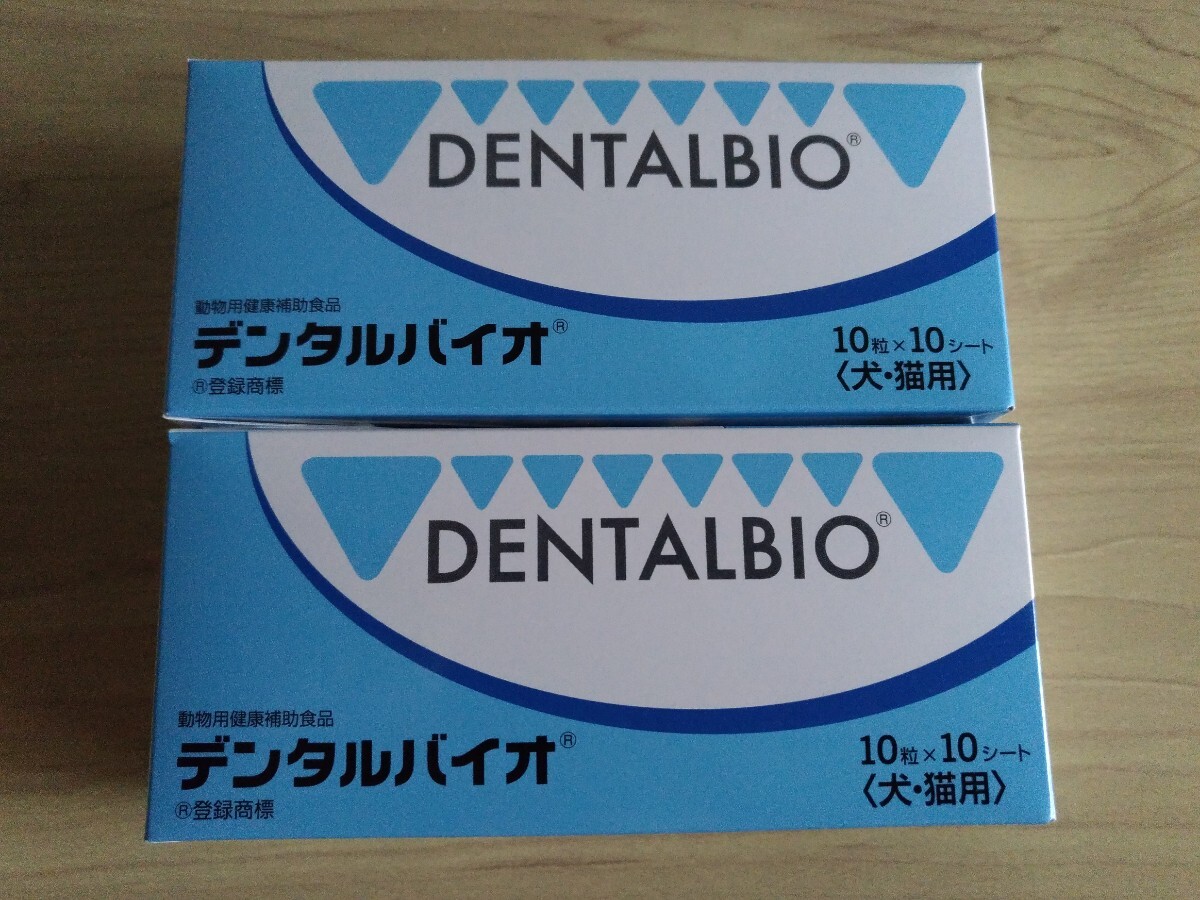 DENTALBIO®
動物用健康補助食品
デンタルバイオ®
®登録商標
10粒×10シート
〈犬・猫用〉
DENTALBIO®
動物用健康補助食品
デンタルバイオ®
®登録商標
10粒×10シート
〈犬・猫用〉